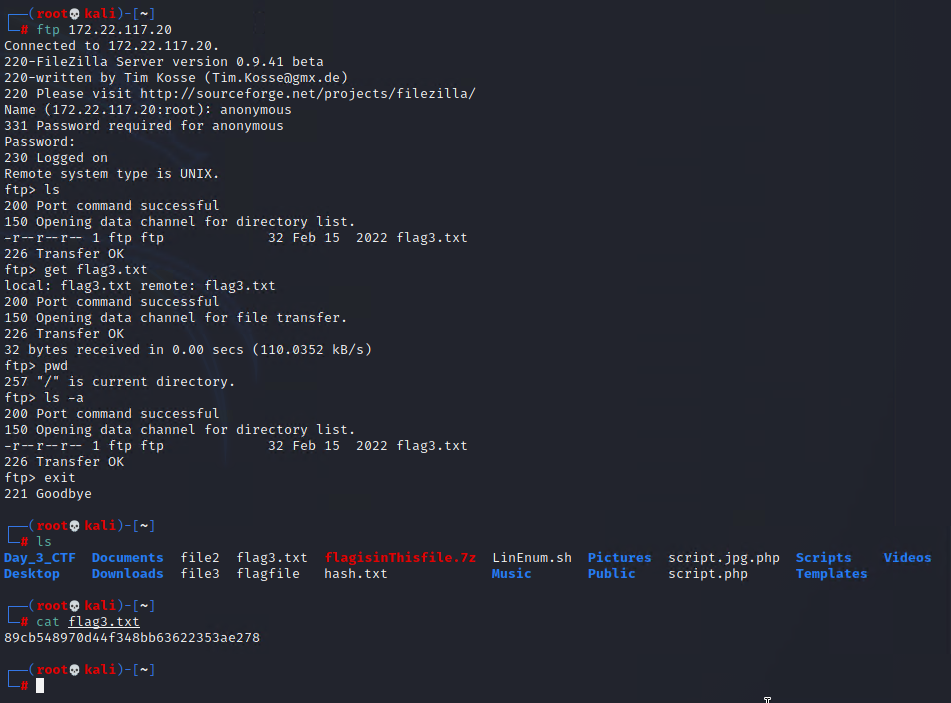 ┌──(root💀kali)-[~]
└─# ftp 172.22.117.20
Connected to 172.22.117.20.
220-FileZilla Server version 0.9.41 beta
220-written by Tim Kosse (Tim.Kosse@gmx.de)
220 Please visit http://sourceforge.net/projects/filezilla/
Name (172.22.117.20:root): anonymous
331 Password required for anonymous
Password:
230 Logged on
Remote system type is UNIX.
ftp> ls
200 Port command successful
150 Opening data channel for directory list.
-r--r--r-- 1 ftp ftp             32 Feb 15  2022 flag3.txt
226 Transfer OK
ftp> get flag3.txt
local: flag3.txt remote: flag3.txt
200 Port command successful
150 Opening data channel for file transfer.
226 Transfer OK
32 bytes received in 0.00 secs (110.0352 kB/s)
ftp> pwd
257 "/" is current directory.
ftp> ls -a
200 Port command successful
150 Opening data channel for directory list.
-r--r--r-- 1 ftp ftp             32 Feb 15  2022 flag3.txt
226 Transfer OK
ftp> exit
221 Goodbye
┌──(root💀kali)-[~]
└─# ls
Day_3_CTF  Documents  file2  flag3.txt  flagisinThisfile.7z  LinEnum.sh  Pictures  script.jpg.php  Scripts    Videos
Desktop    Downloads  file3  flagfile   hash.txt             Music       Public    script.php      Templates
┌──(root💀kali)-[~]
└─# cat flag3.txt
89cb548970d44f348bb63622353ae278
┌──(root💀kali)-[~]
└─#